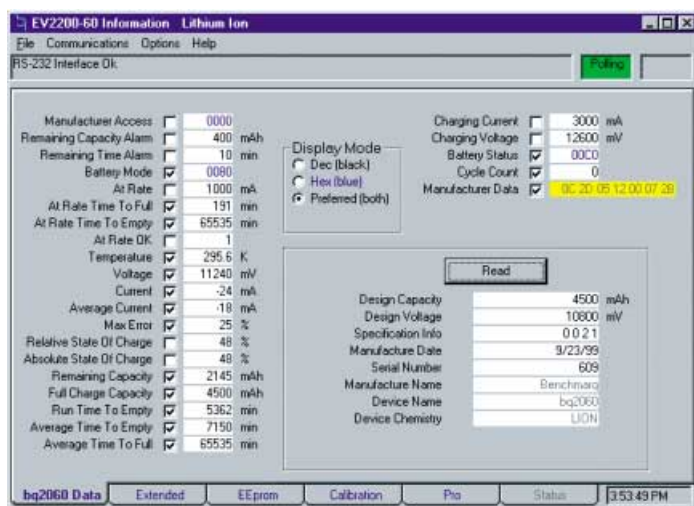 EV2200-60 Information   Lithium Ion
File   Communications   Options   Help
RS-232 Interface Ok
Polling
Manufacturer Access   0000
Remaining Capacity Alarm   400 mAh
Remaining Time Alarm   10 min
Battery Mode   0080
At Rate   1000 mA
At Rate Time To Full   191 min
At Rate Time To Empty   65535 min
At Rate OK   1
Temperature   295.6 K
Voltage   11240 mV
Current   -24 mA
Average Current   -18 mA
Max Error   25 %
Relative State Of Charge   48 %
Absolute State Of Charge   48 %
Remaining Capacity   2145 mAh
Full Charge Capacity   4500 mAh
Run Time To Empty   5362 min
Average Time To Empty   7150 min
Average Time To Full   65535 min
Display Mode
Dec (black)
Hex (blue)
Preferred (both)
Charging Current   3000 mA
Charging Voltage   12600 mV
Battery Status   00C0
Cycle Count   0
Manufacturer Data   0C 2D 05 12 00 07 2B
Read
Design Capacity   4500 mAh
Design Voltage   10800 mV
Specification Info   0 0 2 1
Manufacture Date   9/23/99
Serial Number   609
Manufacture Name   Benchmarq
Device Name   bq2060
Device Chemistry   LION
bq2060 Data   Extended   EEprom   Calibration   Pro   Status   3:53:49 PM